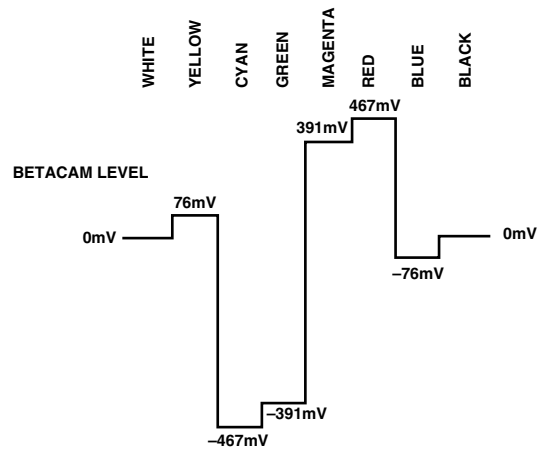 WHITE
YELLOW
CYAN
GREEN
MAGENTA
RED
BLUE
BLACK
467mV
391mV
BETACAM LEVEL
76mV
0mV
0mV
–76mV
–391mV
–467mV